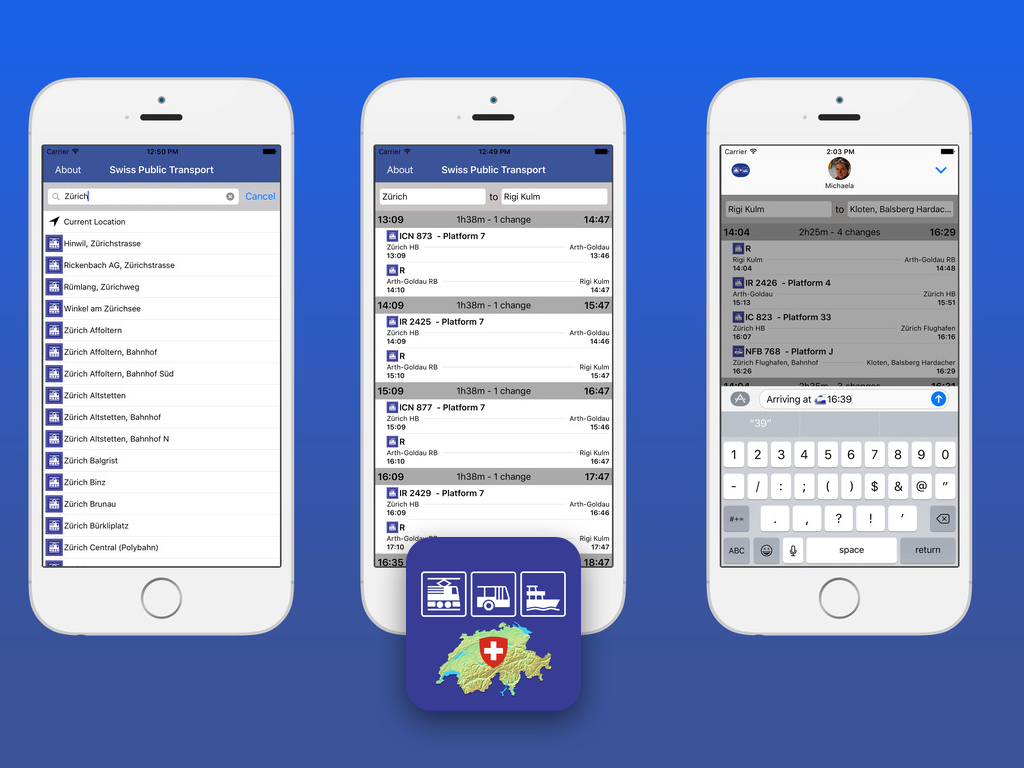 Carrier 12:50 PM
About Swiss Public Transport
Zürich Cancel
Current Location
Hinwil, Zürichstrasse
Rickenbach AG, Zürichstrasse
Rümlang, Zürichweg
Winkel am Zürichsee
Zürich Affoltern
Zürich Affoltern, Bahnhof
Zürich Affoltern, Bahnhof Süd
Zürich Altstetten
Zürich Altstetten, Bahnhof
Zürich Altstetten, Bahnhof N
Zürich Balgrist
Zürich Binz
Zürich Brunau
Zürich Bürkliplatz
Zürich Central (Polybahn)
Carrier 12:49 PM
About Swiss Public Transport
Zürich to Rigi Kulm
13:09 1h38m - 1 change 14:47
ICN 873 - Platform 7
Zürich HB Arth-Goldau
13:09 13:46
R
Arth-Goldau RB Rigi Kulm
14:10 14:47
14:09 1h38m - 1 change 15:47
IR 2425 - Platform 7
Zürich HB Arth-Goldau
14:09 14:46
R
Arth-Goldau RB Rigi Kulm
15:10 15:47
15:09 1h38m - 1 change 16:47
ICN 877 - Platform 7
Zürich HB Arth-Goldau
15:09 15:46
R
Arth-Goldau RB Rigi Kulm
16:10 16:47
16:09 1h38m - 1 change 17:47
IR 2429 - Platform 7
Zürich HB Arth-Goldau
16:09 16:46
R
Rigi Kulm
17:10 17:47
16:35 18:47
Carrier 2:03 PM
Michaela
Rigi Kulm to Kloten, Balsberg Hardac...
14:04 2h25m - 4 changes 16:29
R
Rigi Kulm Arth-Goldau RB
14:04 14:48
IR 2426 - Platform 4
Arth-Goldau Zürich HB
15:13 15:51
IC 823 - Platform 33
Zürich HB Zürich Flughafen
16:07 16:16
NFB 768 - Platform J
Zürich Flughafen, Bahnhof Kloten, Balsberg Hardacher
16:26 16:29
14:04 2h35m - 3 changes 16:31
Arriving at 🚅16:39
“39”
1 2 3 4 5 6 7 8 9 0
- / : ; ( ) $ & @ "
#+= . , ? ! '
ABC space return